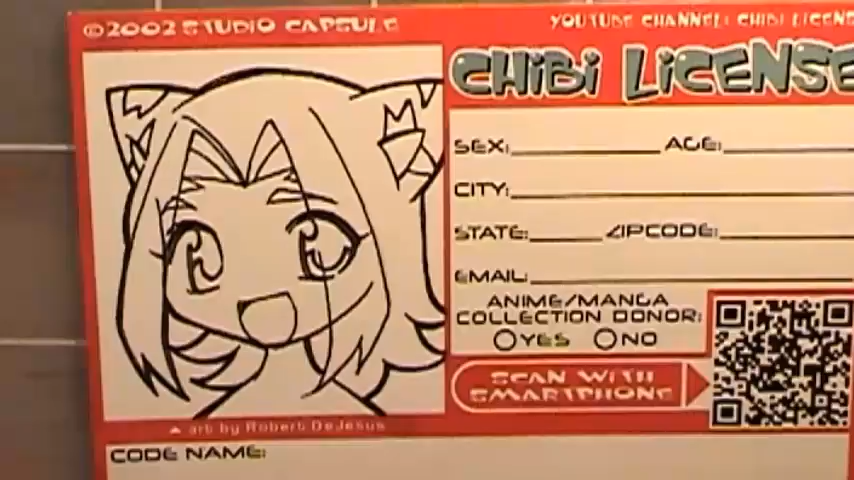 ©2002 STUDIO CAPSULE
YOUTUBE CHANNEL: CHIBI LICENSE
CHIBI LICENSE
SEX: AGE:
CITY:
STATE: ZIPCODE:
EMAIL:
ANIME/MANGA
COLLECTION DONOR:
YES NO
SCAN WITH
SMARTPHONE
art by Robert DeJesus
CODE NAME: